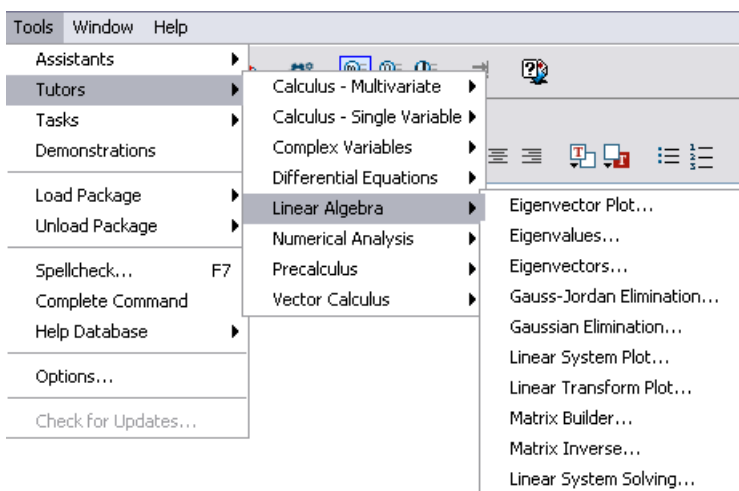 Tools Window Help
Assistants
Tutors
Tasks
Demonstrations
Load Package
Unload Package
Spellcheck... F7
Complete Command
Help Database
Options...
Check for Updates...
Calculus - Multivariate
Calculus - Single Variable
Complex Variables
Differential Equations
Linear Algebra
Numerical Analysis
Precalculus
Vector Calculus
Eigenvector Plot...
Eigenvalues...
Eigenvectors...
Gauss-Jordan Elimination...
Gaussian Elimination...
Linear System Plot...
Linear Transform Plot...
Matrix Builder...
Matrix Inverse...
Linear System Solving...